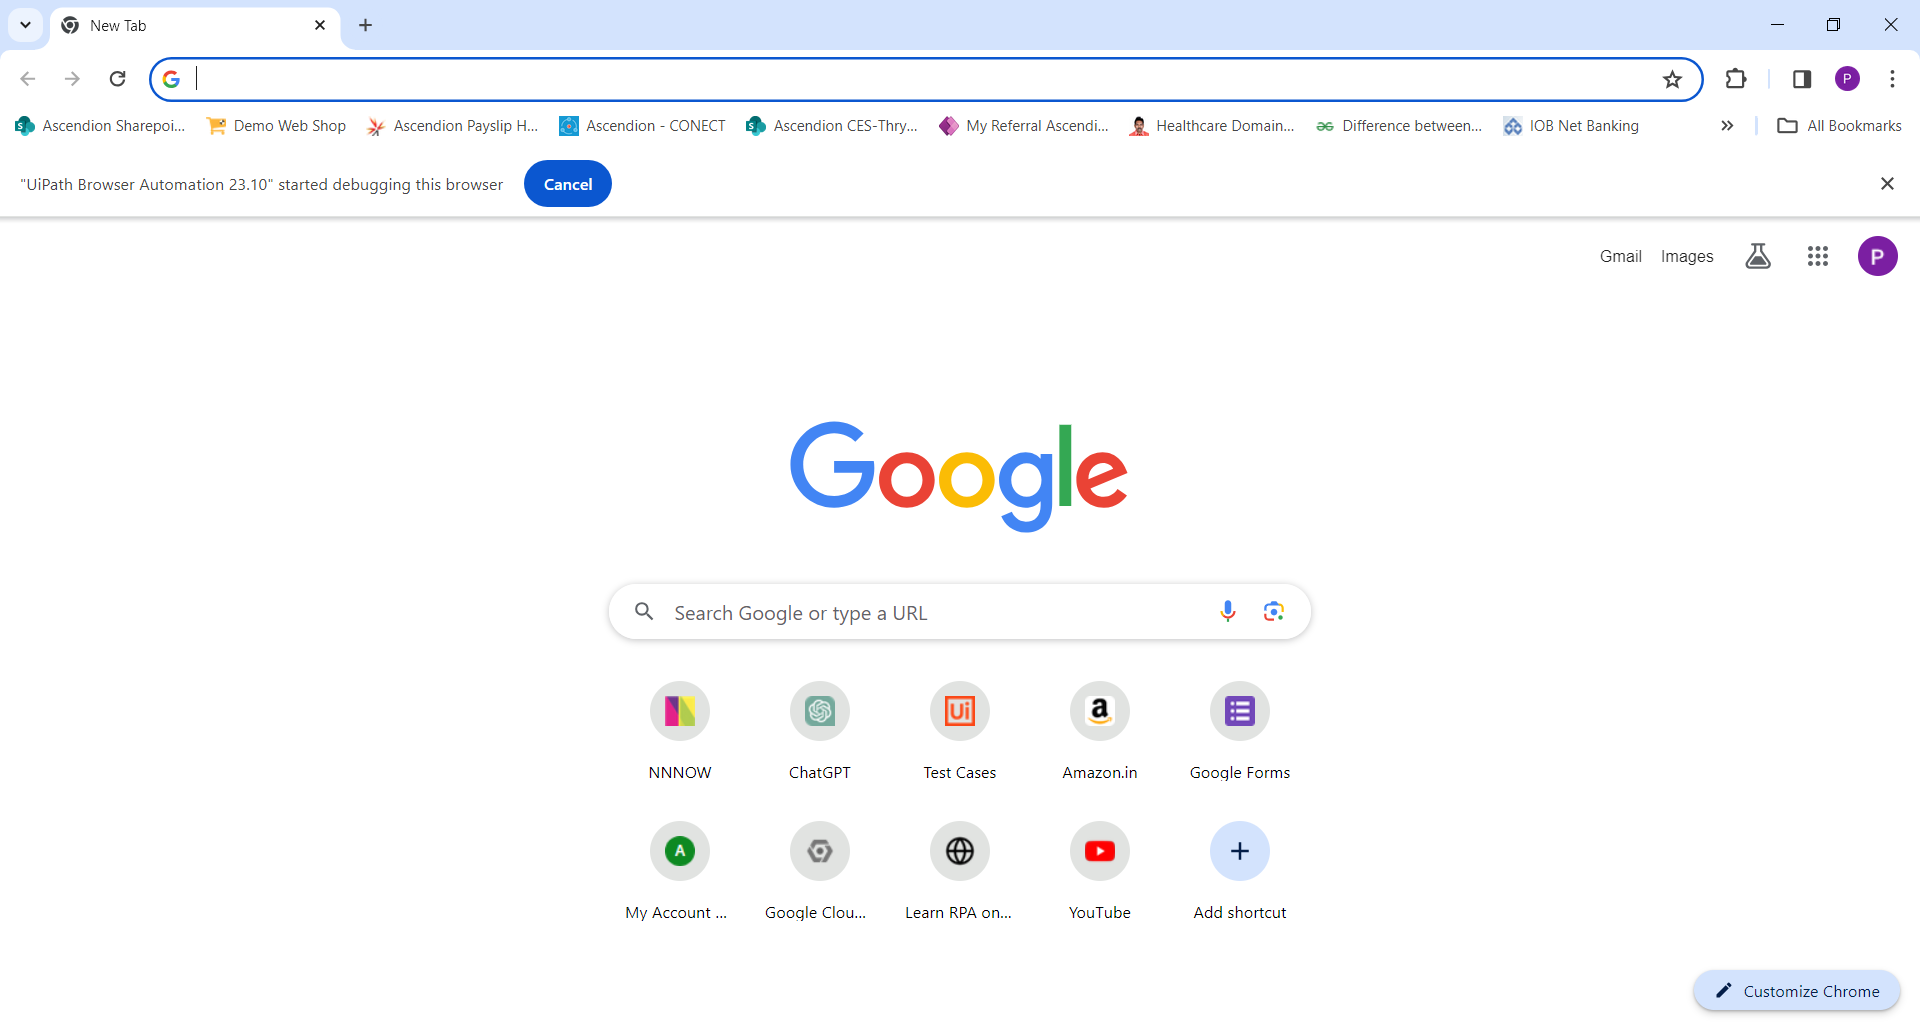 New Tab
Ascendion Sharepoi... Demo Web Shop Ascendion Payslip H... Ascendion - CONECT Ascendion CES-Thry... My Referral Ascendi... Healthcare Domain... Difference between... IOB Net Banking All Bookmarks
"UiPath Browser Automation 23.10" started debugging this browser Cancel
Gmail Images P
Google
Search Google or type a URL
NNNOW ChatGPT Test Cases Amazon.in Google Forms
My Account ... Google Clou... Learn RPA on... YouTube Add shortcut
Customize Chrome